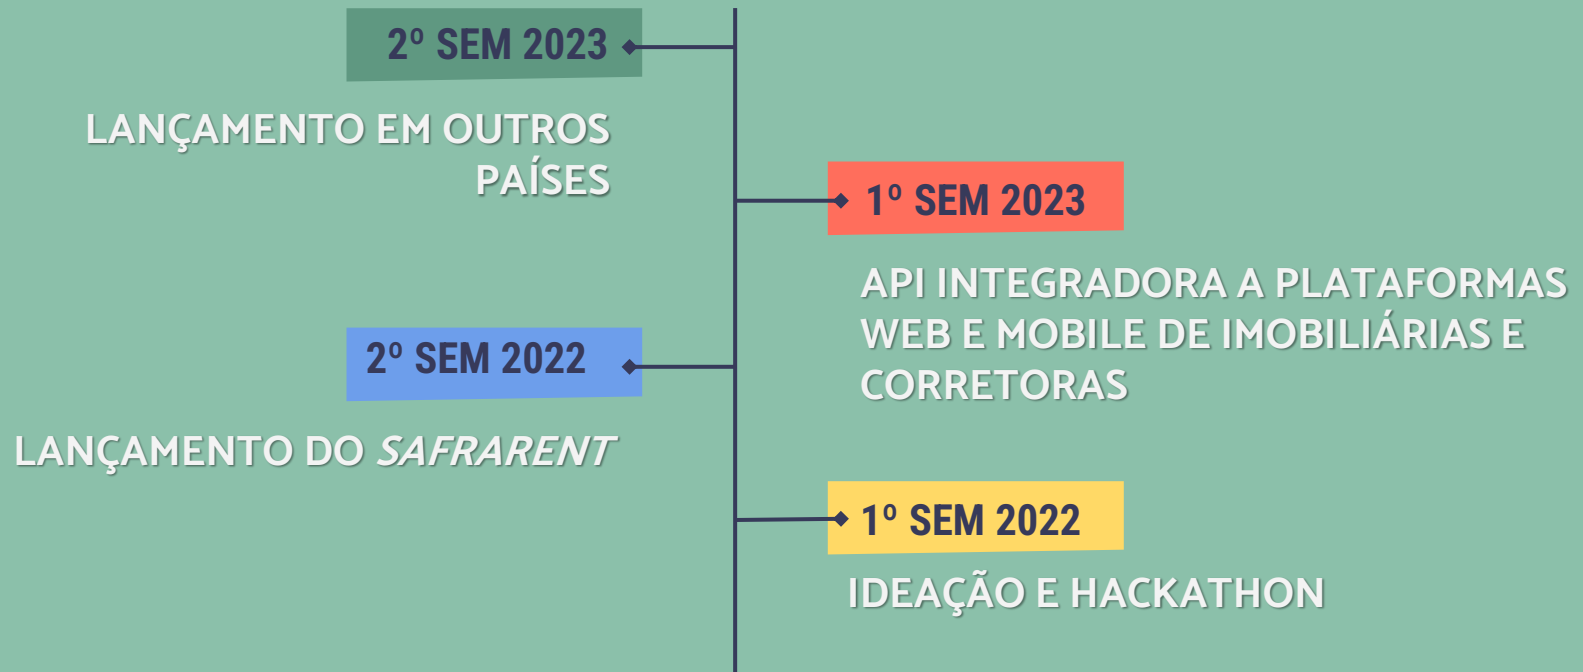 2º SEM 2023
LANÇAMENTO EM OUTROS
PAÍSES
1º SEM 2023
API INTEGRADORA A PLATAFORMAS
WEB E MOBILE DE IMOBILIÁRIAS E
CORRETORAS
2º SEM 2022
LANÇAMENTO DO SAFRARENT
1º SEM 2022
IDEAÇÃO E HACKATHON